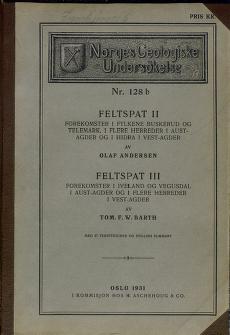 PRIS KR
Norges Geologiske
Undersökelse
Nr. 128 b
FELTSPAT II
FOREKOMSTER I FYLKENE BUSKERUD OG
TELEMARK, I FLERE HERREDER I AUST-
AGDER OG I HIDRA I VEST-AGDER
AV
OLAF ANDERSEN
FELTSPAT III
FOREKOMSTER I IVELAND OG VEGUSDAL
I AUST-AGDER OG I FLERE HERREDER
I VEST-AGDER
AV
TOM. F. W. BARTH
OSLO 1931
I KOMMISJON HOS H. ASCHEHOUG & CO.